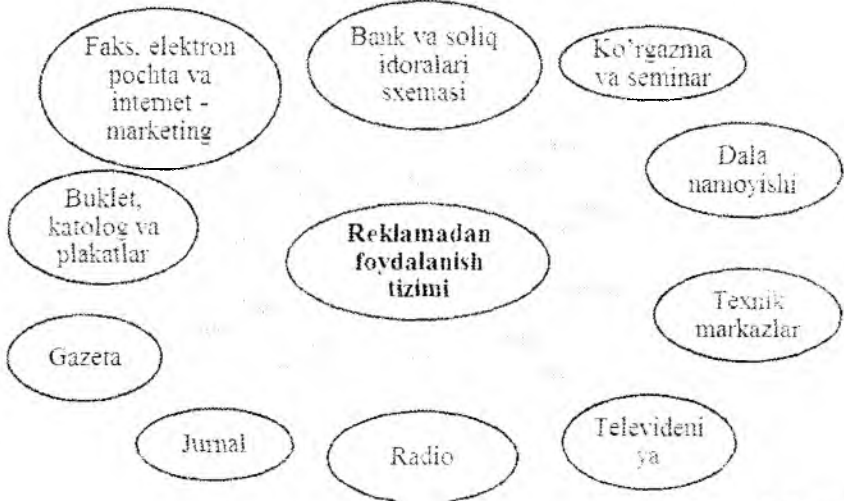 Faks. elektron
pochta va
internet -
marketing
Bank va soliq
idoralari
sxemasi
Ko'rgazma
va seminar
Dala
namoyishi
Buklet,
katolog va
plakatlar
Reklamadan
foydalanish
tizimi
Texnik
markazlar
Gazeta
Jurnal
Radio
Televideni
ya